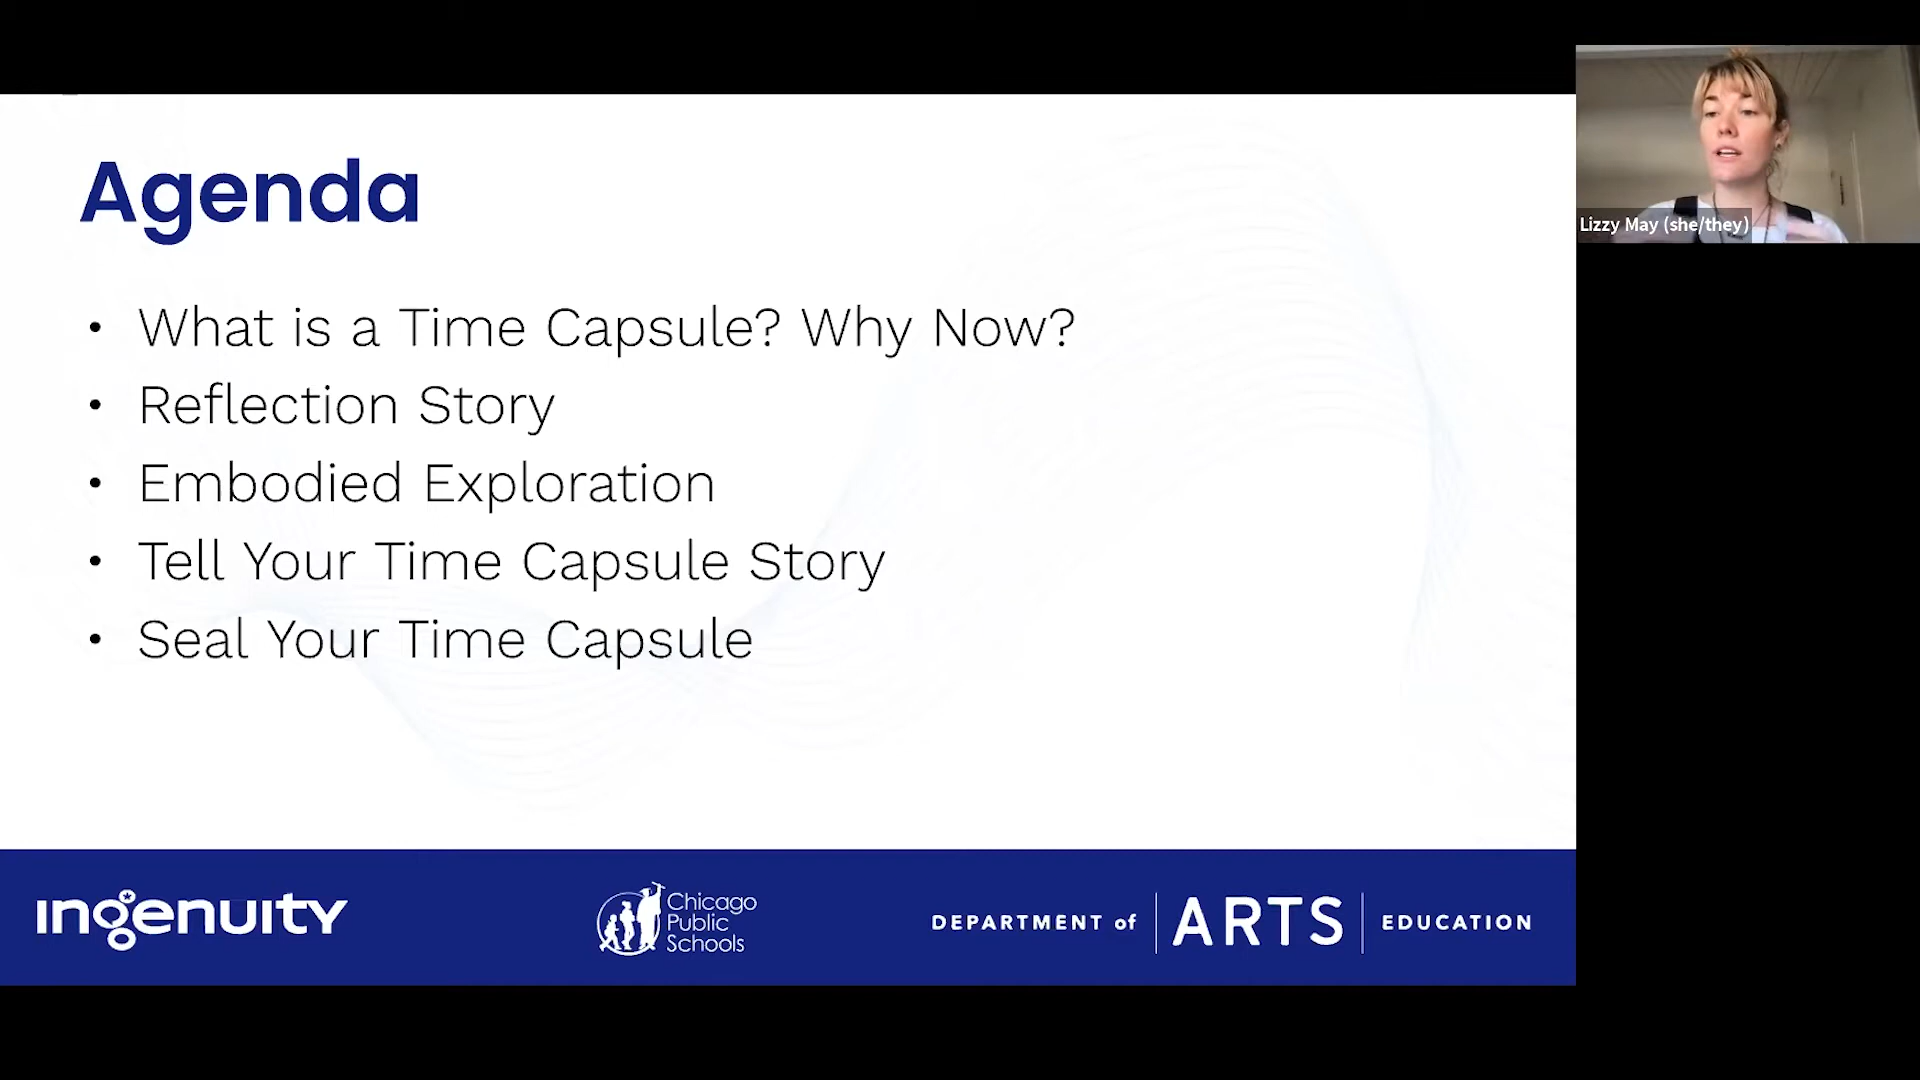 Agenda
• What is a Time Capsule? Why Now?
• Reflection Story
• Embodied Exploration
• Tell Your Time Capsule Story
• Seal Your Time Capsule
Lizzy May (she/they)
ingenuity
Chicago
Public
Schools
DEPARTMENT of ARTS EDUCATION